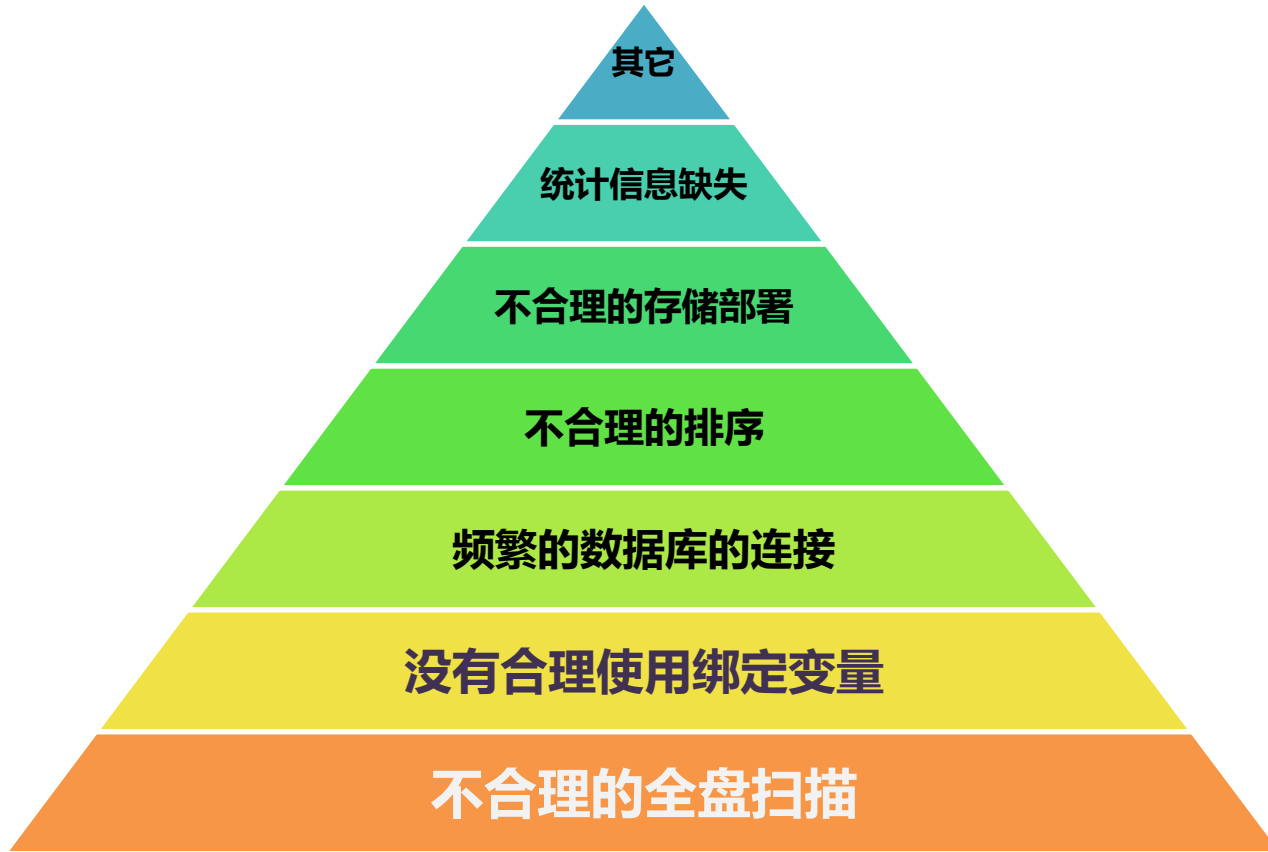 其它
统计信息缺失
不合理的存储部署
不合理的排序
频繁的数据库的连接
没有合理使用绑定变量
不合理的全盘扫描